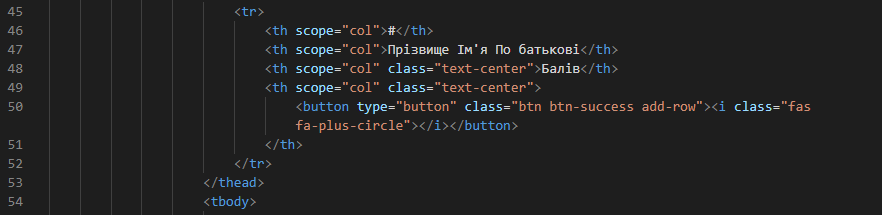 45 <tr>
46 <th scope="col">#</th>
47 <th scope="col">Прізвище Ім'я По батькові</th>
48 <th scope="col" class="text-center">Балів</th>
49 <th scope="col" class="text-center">
50 <button type="button" class="btn btn-success add-row"><i class="fas
fa-plus-circle"></i></button>
51 </th>
52 </tr>
53 </thead>
54 <tbody>